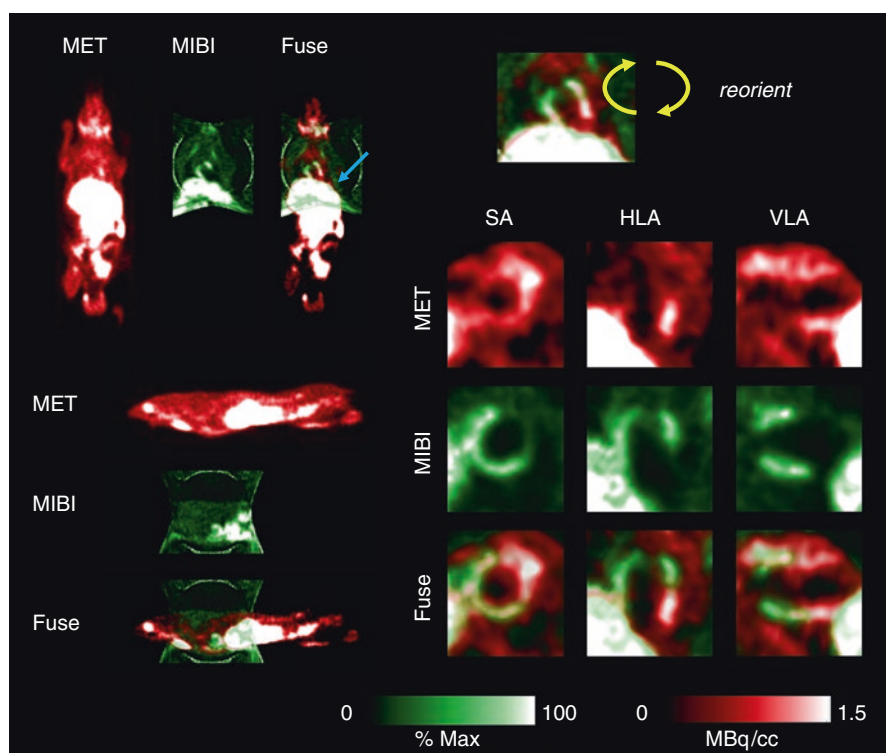 MET MIBI Fuse
reorient
SA HLA VLA
MET
MET
MIBI
MIBI
Fuse
Fuse
0 100 0 1.5
% Max MBq/cc